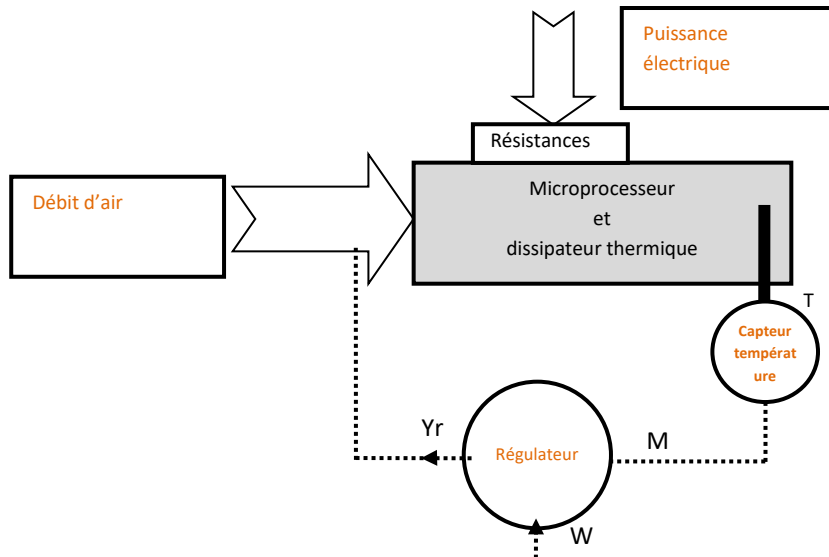 Puissance
électrique
Résistances
Débit d’air
Microprocesseur
et
dissipateur thermique
T
Capteur
températ
ure
Yr
Régulateur
M
W